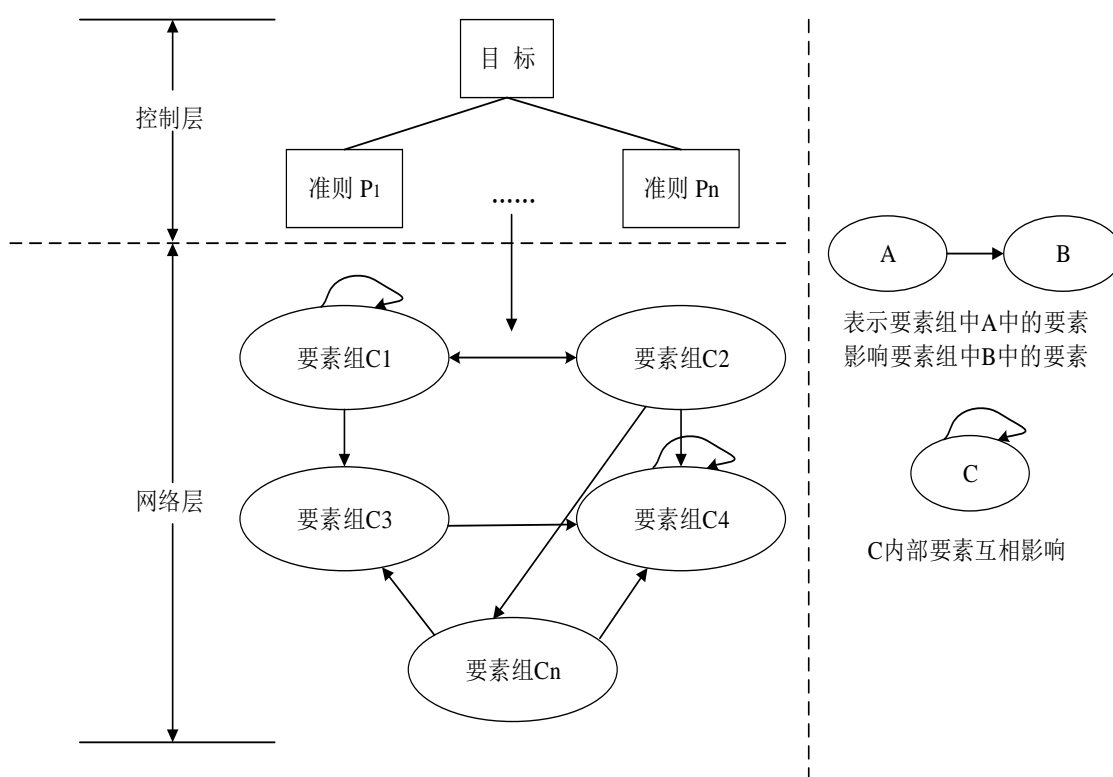 目 标
控制层
准则 P1
......
准则 Pn
A
B
表示要素组中A中的要素
影响要素组中B中的要素
要素组C1
要素组C2
C
网络层
要素组C3
要素组C4
C内部要素互相影响
要素组Cn